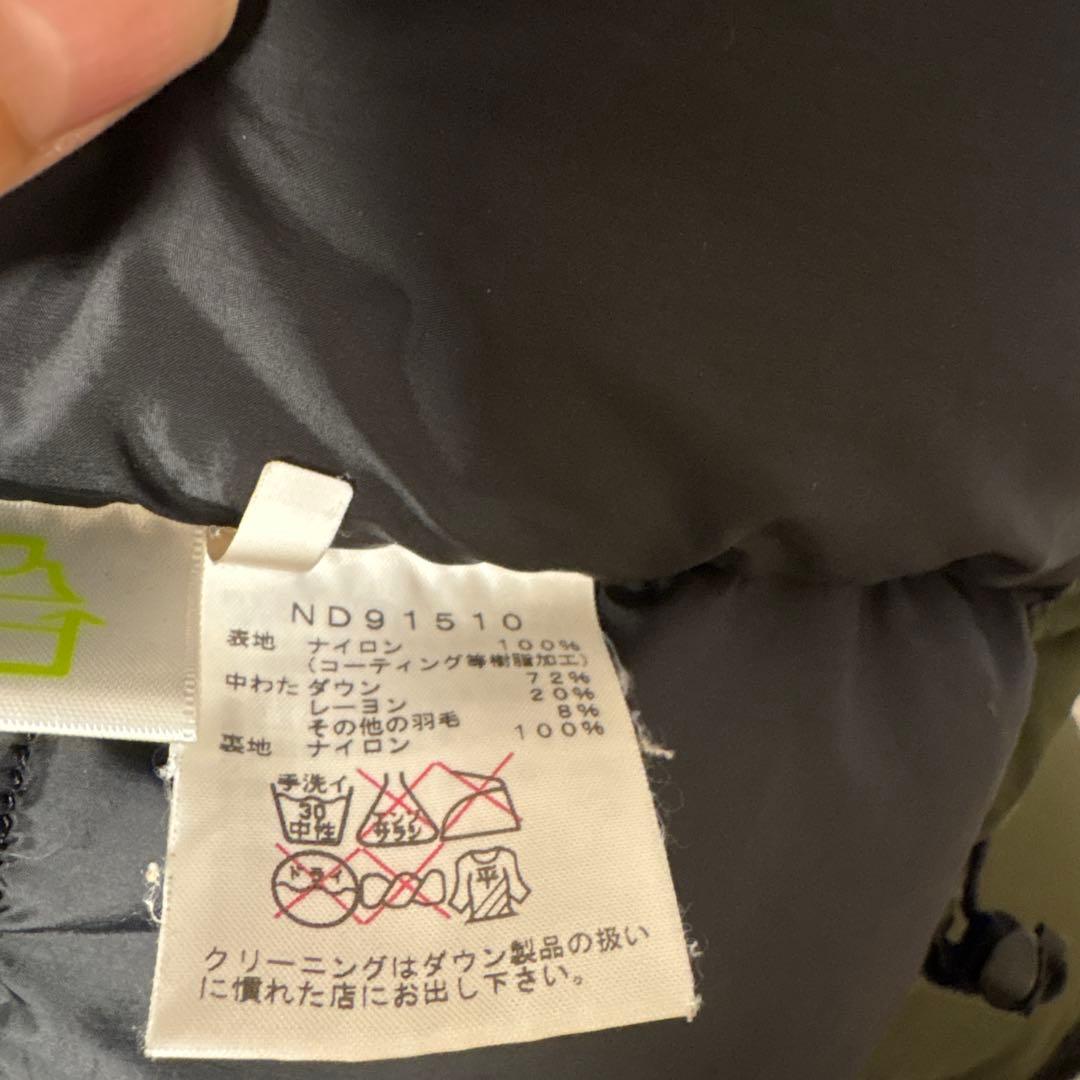 ND91510
表地 ナイロン 100%
(コーティング等樹脂加工)
中わた ダウン 72%
レーヨン 20%
その他の羽毛 8%
裏地 ナイロン 100%
手洗イ
30
中性
エンソ
サラシ
ドライ
平
クリーニングはダウン製品の扱い
に慣れた店にお出し下さい。